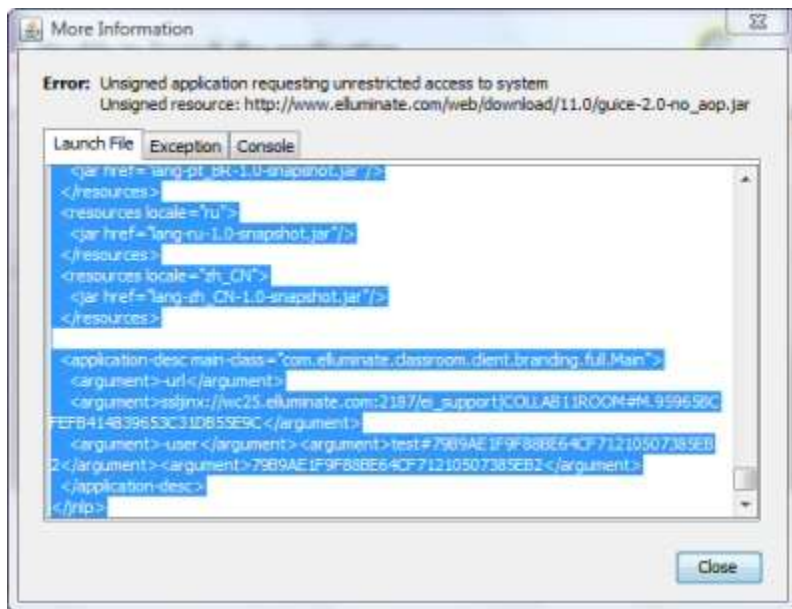 More Information
Error: Unsigned application requesting unrestricted access to system
Unsigned resource: http://www.elluminate.com/web/download/11.0/guice-2.0-no_aop.jar
Launch File Exception Console
<jar href="lang-pt_BR-1.0-snapshot.jar"/>
</resources>
<resources locale="ru">
<jar href="lang-ru-1.0-snapshot.jar"/>
</resources>
<resources locale="zh_CN">
<jar href="lang-zh_CN-1.0-snapshot.jar"/>
</resources>
<application-desc main-class="com.elluminate.classroom.client.branding.full.Main">
<argument>-url</argument>
<argument>ssljinx://wc25.elluminate.com:2187/ei_support|COLLAB11ROOM#M.95965BC
FEFB414B39653C31DB55E9C</argument>
<argument>-user</argument><argument>test#79B9AE1F9F88BE64CF71210507385EB
2</argument><argument>79B9AE1F9F88BE64CF71210507385EB2</argument>
</application-desc>
</jnlp>
Close